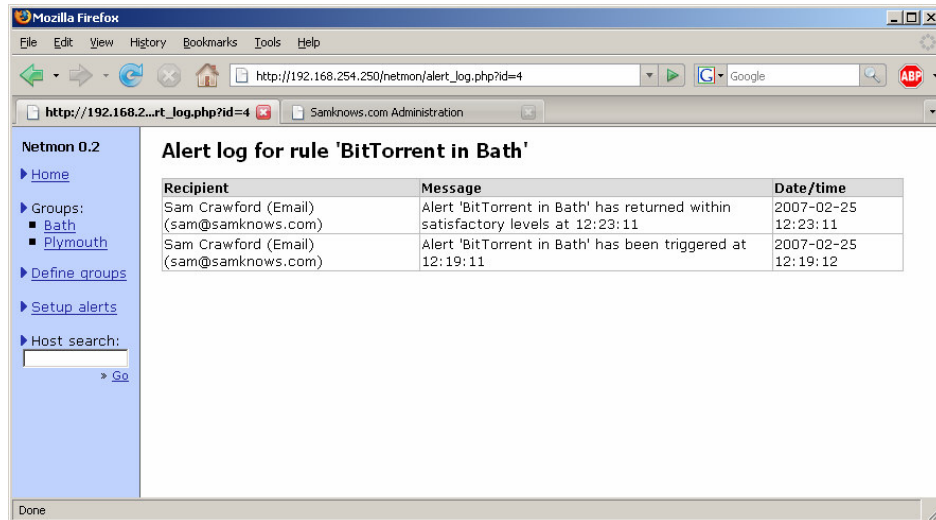 Mozilla Firefox
File Edit View History Bookmarks Tools Help
http://192.168.254.250/netmon/alert_log.php?id=4
G Google
ABP
http://192.168.2...rt_log.php?id=4
Samknows.com Administration
Netmon 0.2
Home
Groups:
Bath
Plymouth
Define groups
Setup alerts
Host search:
» Go
Alert log for rule 'BitTorrent in Bath'
Recipient Message Date/time
Sam Crawford (Email) Alert 'BitTorrent in Bath' has returned within 2007-02-25
(sam@samknows.com) satisfactory levels at 12:23:11 12:23:11
Sam Crawford (Email) Alert 'BitTorrent in Bath' has been triggered at 2007-02-25
(sam@samknows.com) 12:19:11 12:19:12
Done